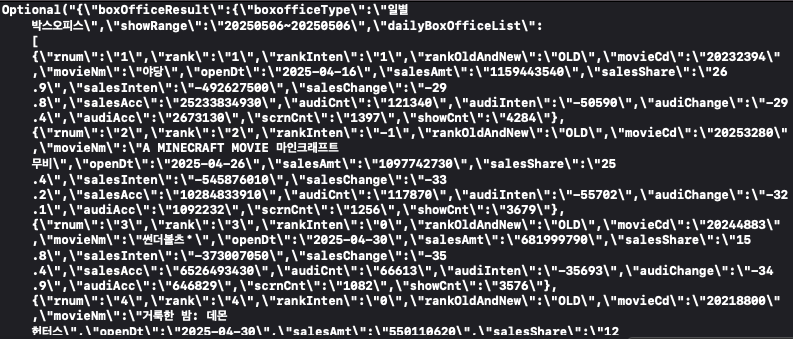 Optional("{\"boxOfficeResult\":{\"boxofficeType\":\"일별
박스오피스\",\"showRange\":\"20250506~20250506\",\"dailyBoxOfficeList\":
[
{\"rnum\":\"1\",\"rank\":\"1\",\"rankInten\":\"1\",\"rankOldAndNew\":\"OLD\",\"movieCd\":\"20232394\"
,\"movieNm\":\"야당\",\"openDt\":\"2025-04-16\",\"salesAmt\":\"1159443540\",\"salesShare\":\"26
.9\",\"salesInten\":\"-492627500\",\"salesChange\":\"-29
.8\",\"salesAcc\":\"25233834930\",\"audiCnt\":\"121340\",\"audiInten\":\"-50590\",\"audiChange\":\"-29
.4\",\"audiAcc\":\"2673130\",\"scrnCnt\":\"1397\",\"showCnt\":\"4284\"},
{\"rnum\":\"2\",\"rank\":\"2\",\"rankInten\":\"-1\",\"rankOldAndNew\":\"OLD\",\"movieCd\":\"20253280\"
,\"movieNm\":\"A MINECRAFT MOVIE 마인크래프트
무비\",\"openDt\":\"2025-04-26\",\"salesAmt\":\"1097742730\",\"salesShare\":\"25
.4\",\"salesInten\":\"-545876010\",\"salesChange\":\"-33
.2\",\"salesAcc\":\"10284833910\",\"audiCnt\":\"117870\",\"audiInten\":\"-55702\",\"audiChange\":\"-32
.1\",\"audiAcc\":\"1092232\",\"scrnCnt\":\"1256\",\"showCnt\":\"3679\"},
{\"rnum\":\"3\",\"rank\":\"3\",\"rankInten\":\"0\",\"rankOldAndNew\":\"OLD\",\"movieCd\":\"20244883\"
,\"movieNm\":\"썬더볼츠*\",\"openDt\":\"2025-04-30\",\"salesAmt\":\"681999790\",\"salesShare\":\"15
.8\",\"salesInten\":\"-373007050\",\"salesChange\":\"-35
.4\",\"salesAcc\":\"6526493430\",\"audiCnt\":\"66613\",\"audiInten\":\"-35693\",\"audiChange\":\"-34
.9\",\"audiAcc\":\"646829\",\"scrnCnt\":\"1082\",\"showCnt\":\"3576\"},
{\"rnum\":\"4\",\"rank\":\"4\",\"rankInten\":\"0\",\"rankOldAndNew\":\"OLD\",\"movieCd\":\"20218800\"
,\"movieNm\":\"거룩한 밤: 데몬
헌터스\",\"openDt\":\"2025-04-30\",\"salesAmt\":\"550110620\",\"salesShare\":\"12